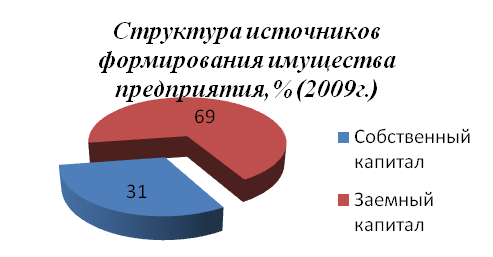 Структура источников
формирования имущества
предприятия,% (2009г.)
69
31
Собственный
капитал
Заемный
капитал